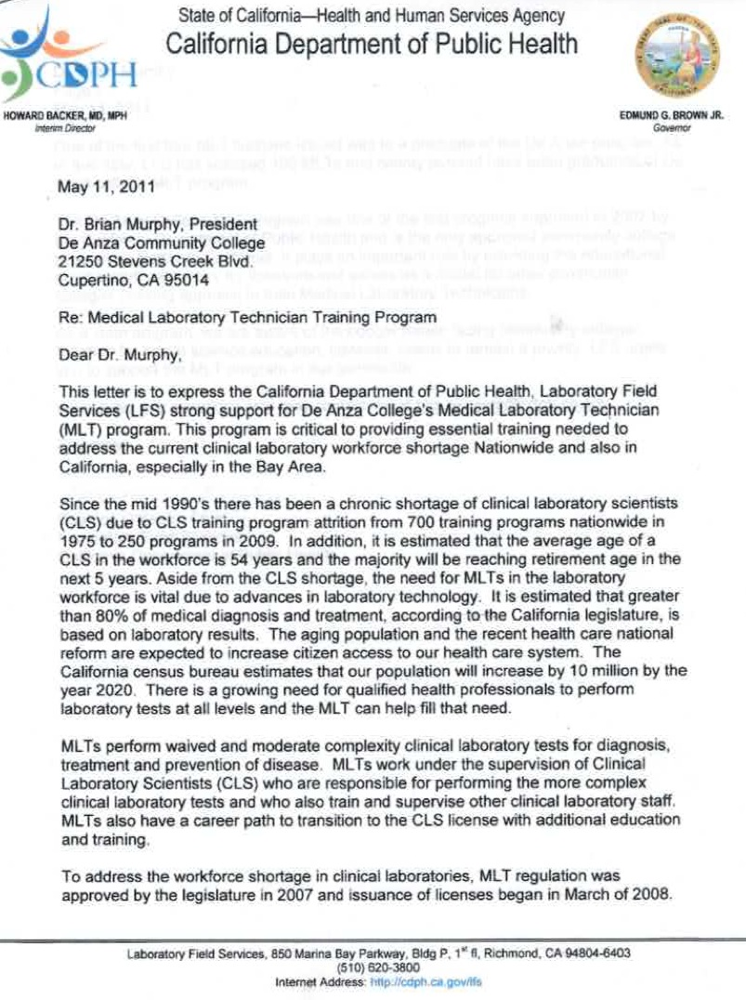 State of California—Health and Human Services Agency
California Department of Public Health
CDPH
HOWARD BACKER, MD, MPH
Interim Director
EDMUND G. BROWN JR.
Governor
May 11, 2011
Dr. Brian Murphy, President
De Anza Community College
21250 Stevens Creek Blvd.
Cupertino, CA 95014
Re: Medical Laboratory Technician Training Program
Dear Dr. Murphy,
This letter is to express the California Department of Public Health, Laboratory Field
Services (LFS) strong support for De Anza College's Medical Laboratory Technician
(MLT) program. This program is critical to providing essential training needed to
address the current clinical laboratory workforce shortage Nationwide and also in
California, especially in the Bay Area.
Since the mid 1990's there has been a chronic shortage of clinical laboratory scientists
(CLS) due to CLS training program attrition from 700 training programs nationwide in
1975 to 250 programs in 2009. In addition, it is estimated that the average age of a
CLS in the workforce is 54 years and the majority will be reaching retirement age in the
next 5 years. Aside from the CLS shortage, the need for MLTs in the laboratory
workforce is vital due to advances in laboratory technology. It is estimated that greater
than 80% of medical diagnosis and treatment, according to the California legislature, is
based on laboratory results. The aging population and the recent health care national
reform are expected to increase citizen access to our health care system. The
California census bureau estimates that our population will increase by 10 million by the
year 2020. There is a growing need for qualified health professionals to perform
laboratory tests at all levels and the MLT can help fill that need.
MLTs perform waived and moderate complexity clinical laboratory tests for diagnosis,
treatment and prevention of disease. MLTs work under the supervision of Clinical
Laboratory Scientists (CLS) who are responsible for performing the more complex
clinical laboratory tests and who also train and supervise other clinical laboratory staff.
MLTs also have a career path to transition to the CLS license with additional education
and training.
To address the workforce shortage in clinical laboratories, MLT regulation was
approved by the legislature in 2007 and issuance of licenses began in March of 2008.
Laboratory Field Services, 850 Marina Bay Parkway, Bldg P, 1st fl, Richmond, CA 94804-6403
(510) 620-3800
Internet Address: http://cdph.ca.gov/lfs